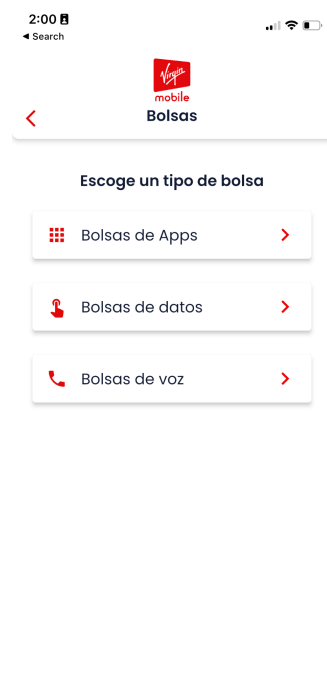 2:00
Search
Virgin
mobile
Bolsas
Escoge un tipo de bolsa
Bolsas de Apps
Bolsas de datos
Bolsas de voz